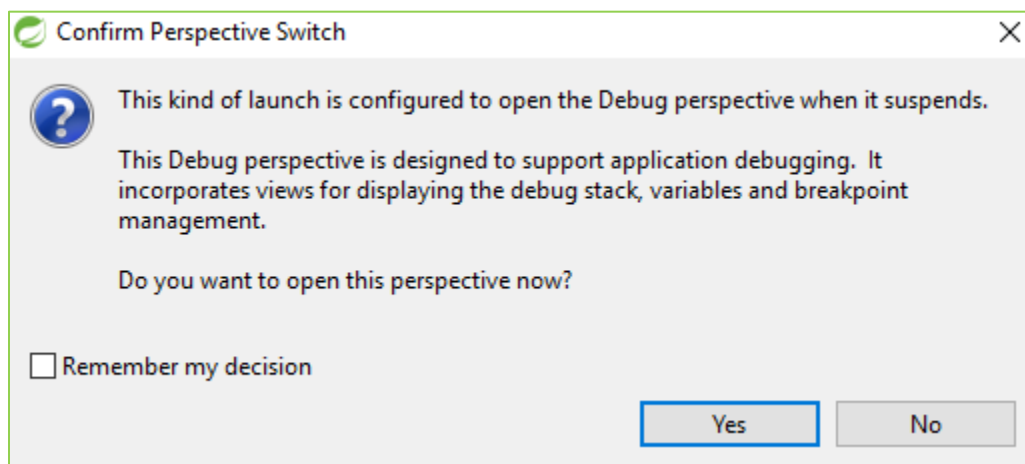 Confirm Perspective Switch
This kind of launch is configured to open the Debug perspective when it suspends.
This Debug perspective is designed to support application debugging.  It
incorporates views for displaying the debug stack, variables and breakpoint
management.
Do you want to open this perspective now?
Remember my decision
Yes
No